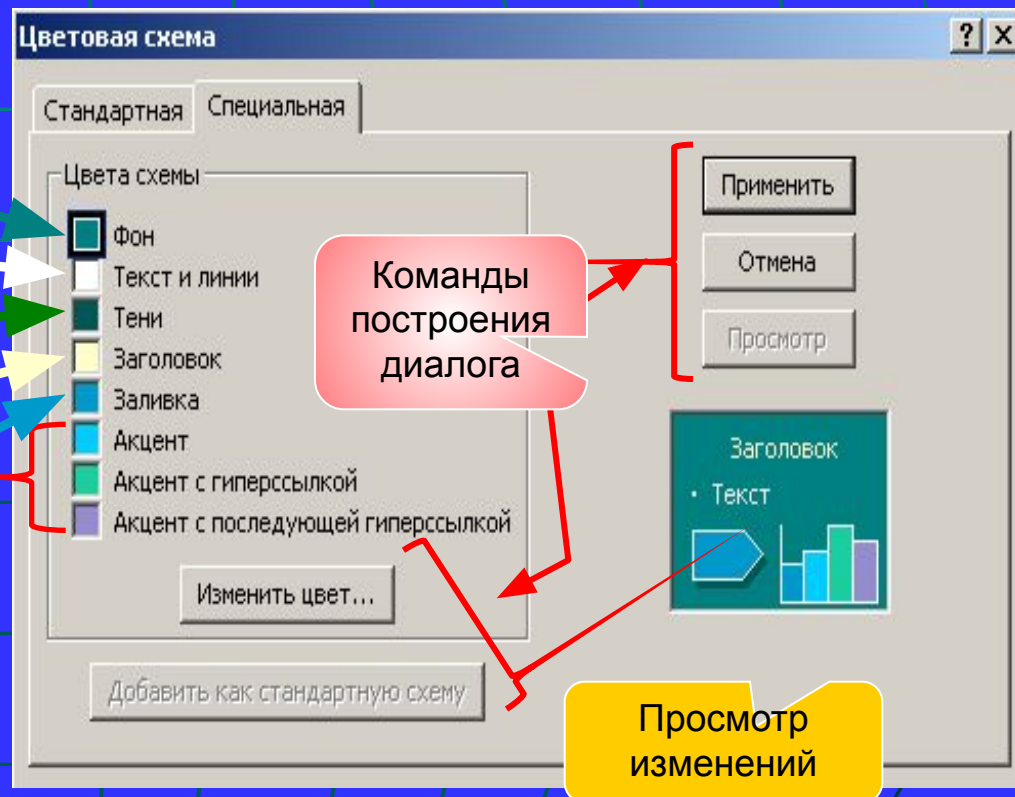 Цветовая схема
Стандартная
Специальная
Цвета схемы
Фон
Текст и линии
Тени
Заголовок
Заливка
Акцент
Акцент с гиперссылкой
Акцент с последующей гиперссылкой
Изменить цвет...
Добавить как стандартную схему
Команды
построения
диалога
Применить
Отмена
Просмотр
Заголовок
• Текст
Просмотр
изменений